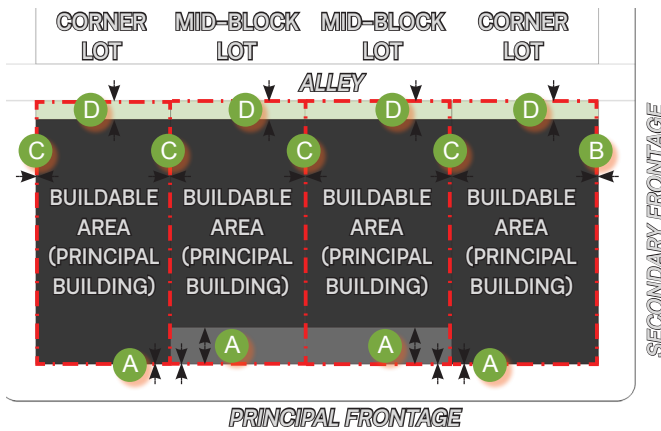 CORNER
LOT
MID–BLOCK
LOT
MID–BLOCK
LOT
CORNER
LOT
ALLEY
D
D
D
D
C
C
C
C
B
BUILDABLE
AREA
(PRINCIPAL
BUILDING)
BUILDABLE
AREA
(PRINCIPAL
BUILDING)
BUILDABLE
AREA
(PRINCIPAL
BUILDING)
BUILDABLE
AREA
(PRINCIPAL
BUILDING)
SECONDARY FRONTAGE
A
A
A
A
PRINCIPAL FRONTAGE